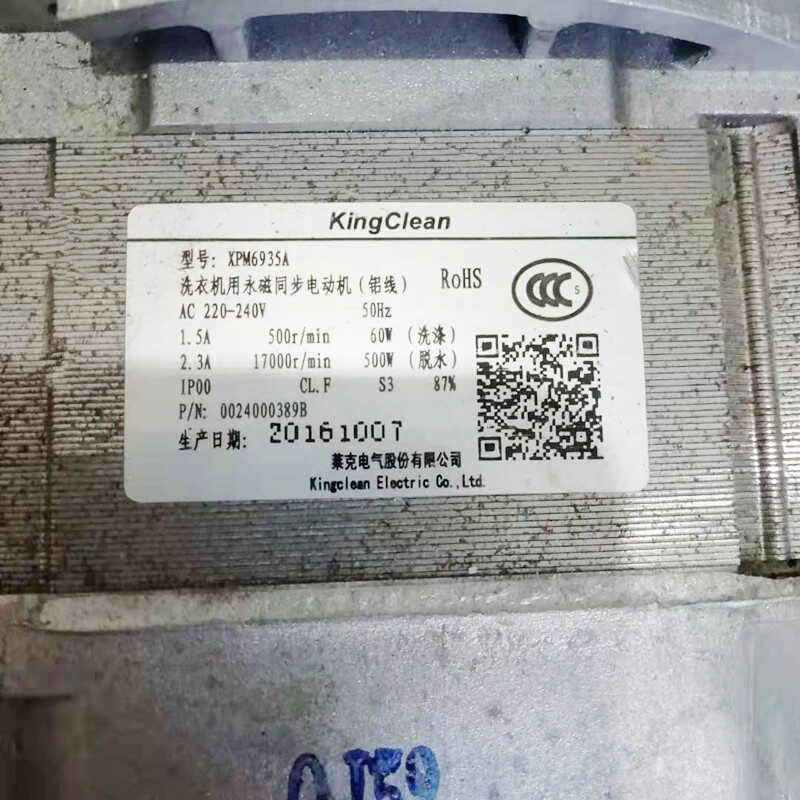 KingClean
型号: XPM6935A
洗衣机用永磁同步电动机(铝线) RoHS
AC 220-240V 50Hz
1.5A 500r/min 60W (洗涤)
2.3A 17000r/min 500W (脱水)
IP00 CL.F S3 87%
P/N: 0024000389B
生产日期: 20161007
莱克电气股份有限公司
Kingclean Electric Co.,Ltd.
CCC S